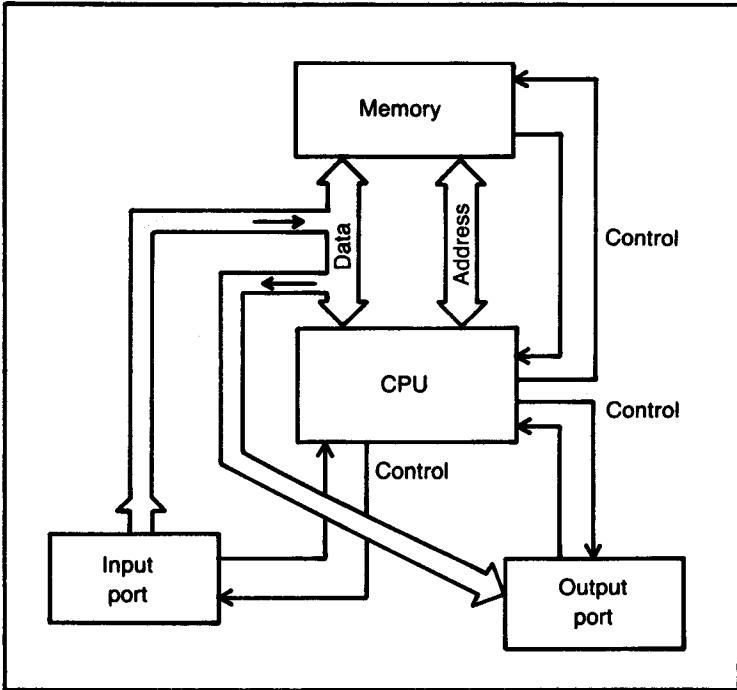 Memory
Data
Address
Control
CPU
Control
Control
Input
port
Output
port